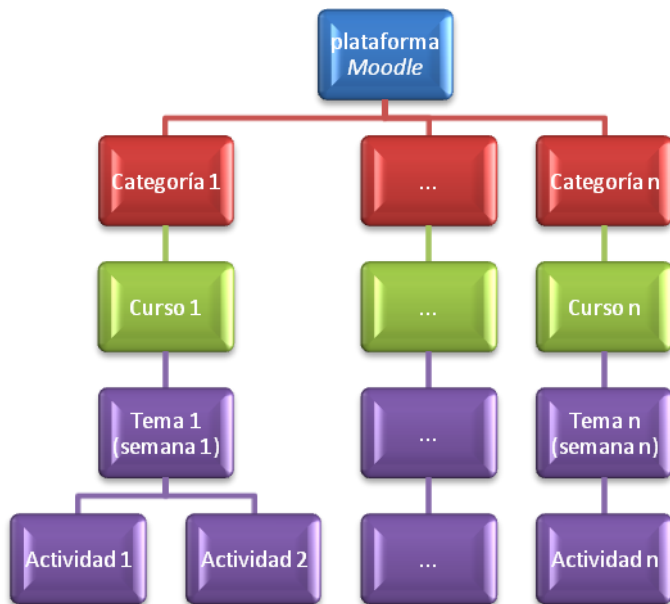 plataforma
Moodle
Categoría 1
...
Categoría n
Curso 1
...
Curso n
Tema 1
(semana 1)
...
Tema n
(semana n)
Actividad 1
Actividad 2
...
Actividad n